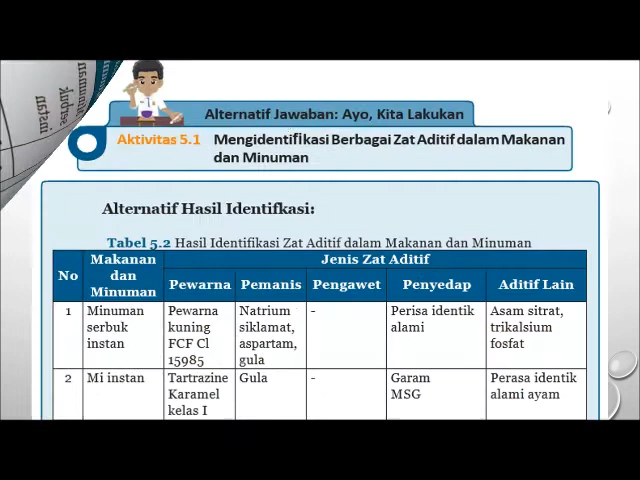 Alternatif Jawaban: Ayo, Kita Lakukan
Aktivitas 5.1 Mengidentifikasi Berbagai Zat Aditif dalam Makanan
dan Minuman
Alternatif Hasil Identifkasi:
Tabel 5.2 Hasil Identifikasi Zat Aditif dalam Makanan dan Minuman
No Makanan dan Minuman Jenis Zat Aditif
Pewarna Pemanis Pengawet Penyedap Aditif Lain
1 Minuman Pewarna Natrium - Perisa identik Asam sitrat,
serbuk kuning siklamat, alami trikalsium
instan FCF Cl aspartam, fosfat
15985 gula
2 Mi instan Tartrazine Gula - Garam Perasa identik
Karamel MSG alami ayam
kelas I
serbuk
instan